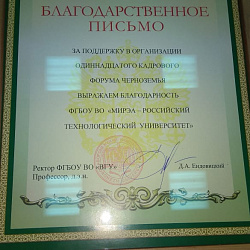 БЛАГОДАРСТВЕННОЕ
ПИСЬМО
ЗА ПОДДЕРЖКУ В ОРГАНИЗАЦИИ
ОДИННАДЦАТОГО КАДРОВОГО
ФОРУМА ЧЕРНОЗЕМЬЯ
ВЫРАЖАЕМ БЛАГОДАРНОСТЬ
ФГБОУ ВО «МИРЭА – РОССИЙСКИЙ
ТЕХНОЛОГИЧЕСКИЙ УНИВЕРСИТЕТ»
Ректор ФГБОУ ВО «ВГУ»
Профессор, д.э.н. Д.А. Ендовицкий